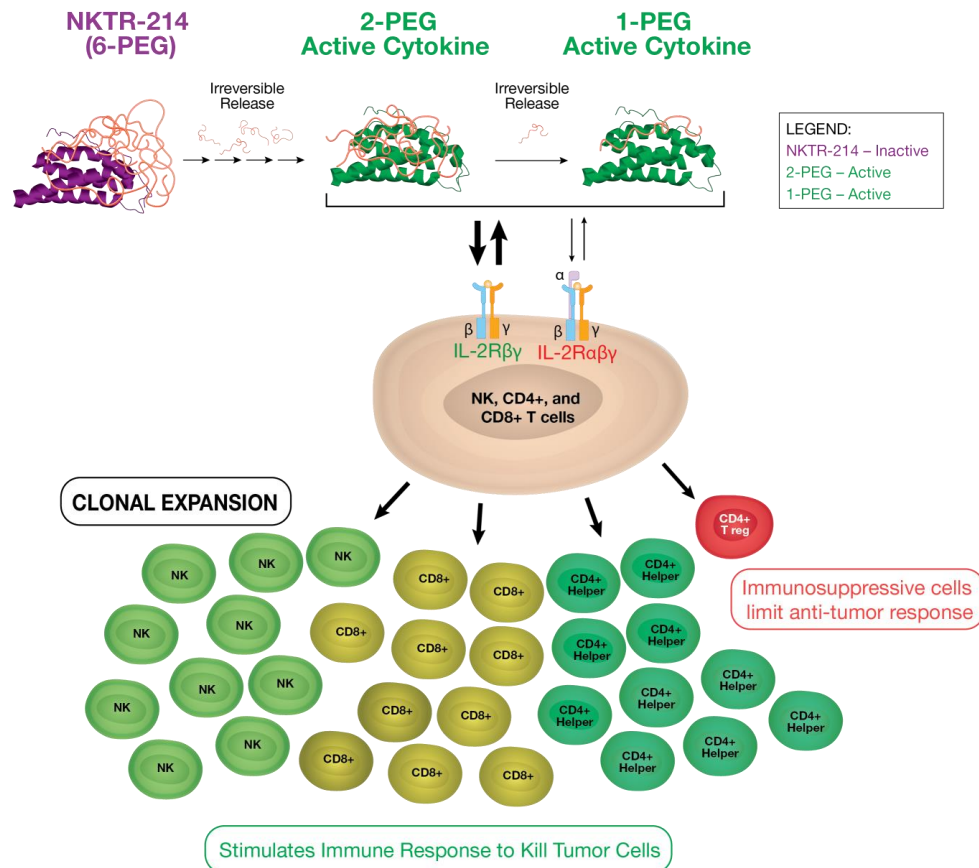 NKTR-214
(6-PEG)
2-PEG
Active Cytokine
1-PEG
Active Cytokine
Irreversible
Release
Irreversible
Release
LEGEND:
NKTR-214 – Inactive
2-PEG – Active
1-PEG – Active
α
β
γ
β
γ
IL-2Rβγ
IL-2Rαβγ
NK, CD4+, and
CD8+ T cells
CLONAL EXPANSION
CD4+
T reg
Immunosuppressive cells
limit anti-tumor response
NK
NK
NK
NK
NK
NK
NK
NK
NK
NK
CD8+
CD8+
CD8+
CD8+
CD8+
CD8+
CD8+
CD8+
CD8+
CD8+
CD4+
Helper
CD4+
Helper
CD4+
Helper
CD4+
Helper
CD4+
Helper
CD4+
Helper
CD4+
Helper
CD4+
Helper
CD4+
Helper
CD4+
Helper
Stimulates Immune Response to Kill Tumor Cells